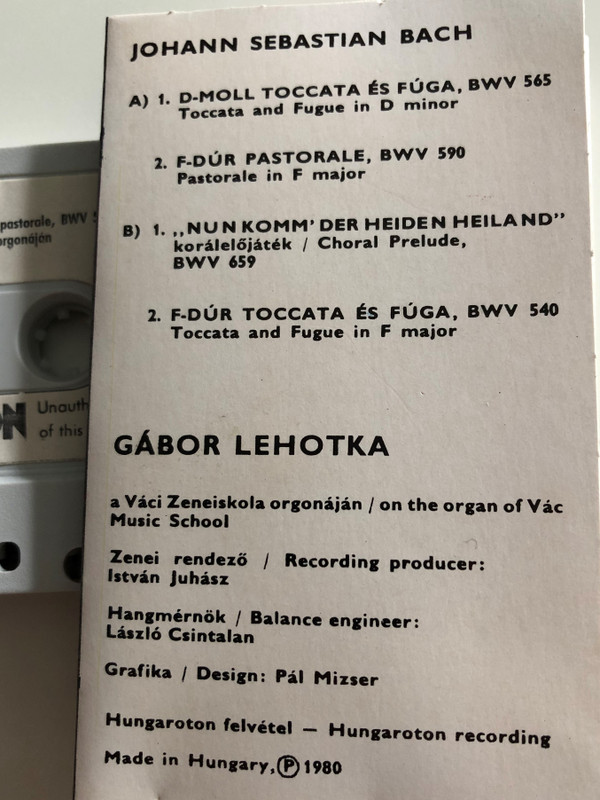 JOHANN SEBASTIAN BACH
A) 1. D-MOLL TOCCATA ÉS FÚGA, BWV 565
Toccata and Fugue in D minor
2. F-DÚR PASTORALE, BWV 590
Pastorale in F major
B) 1. „NUN KOMM' DER HEIDEN HEILAND"
korálelőjáték / Choral Prelude,
BWV 659
2. F-DÚR TOCCATA ÉS FÚGA, BWV 540
Toccata and Fugue in F major
GÁBOR LEHOTKA
a Váci Zeneiskola orgonáján / on the organ of Vác
Music School
Zenei rendező / Recording producer:
István Juhász
Hangmérnök / Balance engineer:
László Csintalan
Grafika / Design: Pál Mizser
Hungaroton felvétel — Hungaroton recording
Made in Hungary, Ⓟ 1980
pastorale, BWV 5
orgonáján
ON
Unauth
of this